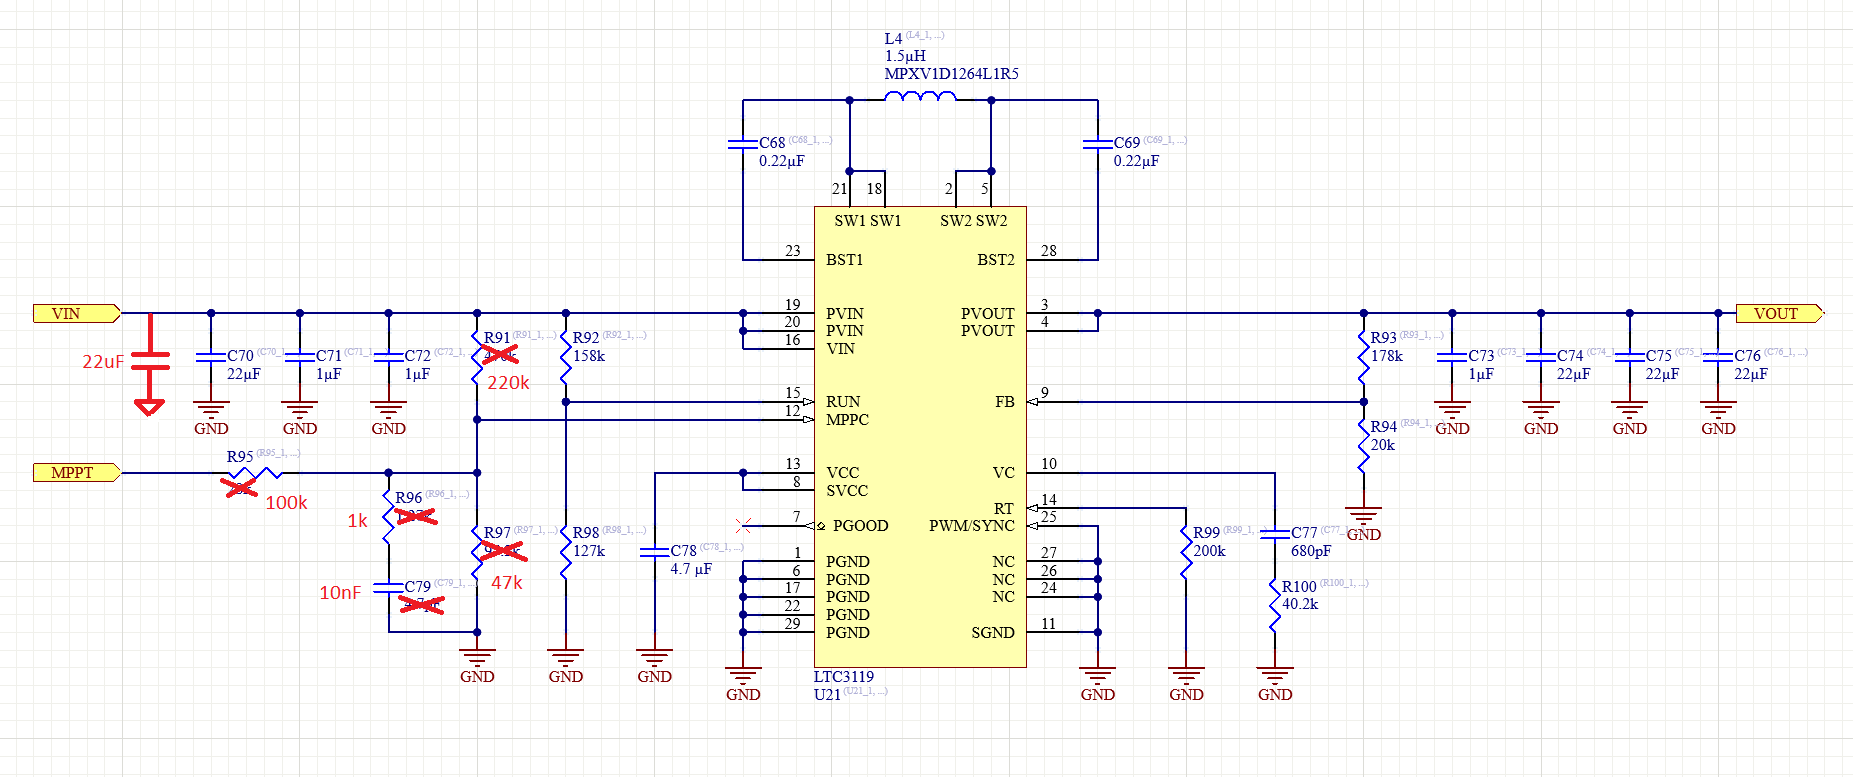 L4 (L4_1, ...)
1.5µH
MPXV1D1264L1R5
C68 (C68_1, ...)
0.22µF
C69 (C69_1, ...)
0.22µF
21 18 2 5
SW1 SW1 SW2 SW2
23 BST1 BST2 28
VIN
19 PVIN PVOUT 3
20 PVIN PVOUT 4
16 VIN
VOUT
22uF
C70 (C70_1
22µF
GND
C71 (C71_1, ...)
1µF
GND
C72 (C72_1,
1µF
GND
R91 (R91_1, ...)
220k
R92 (R92_1, ...)
158k
R93 (R93_1, ...)
178k
C73 (C73_1, ...)
1µF
GND
C74 (C74_1,
22µF
GND
C75 (C75_1,
22µF
GND
C76 (C76_1, ...)
22µF
GND
15 RUN FB 9
12 MPPC
R94 (R94_1,
20k
GND
MPPT
R95 (R95_1, ...)
100k
13 VCC VC 10
8 SVCC
R96 (R96_1, ...)
1k
RT 14
7 PGOOD PWM/SYNC 25
R97 (R97_1, ...)
47k
R98 (R98_1, ...)
127k
C78 (C78_1, ...)
4.7 µF
R99 (R99_1, ...)
200k
C77 (C77_
680pF
1 PGND NC 27
6 PGND NC 26
17 PGND NC 24
22 PGND
29 PGND SGND 11
10nF
C79 (C79_1, ...
R100 (R100_1, ...)
40.2k
GND
GND
GND
GND
GND
GND
GND
LTC3119
U21 (U21_1, ...)